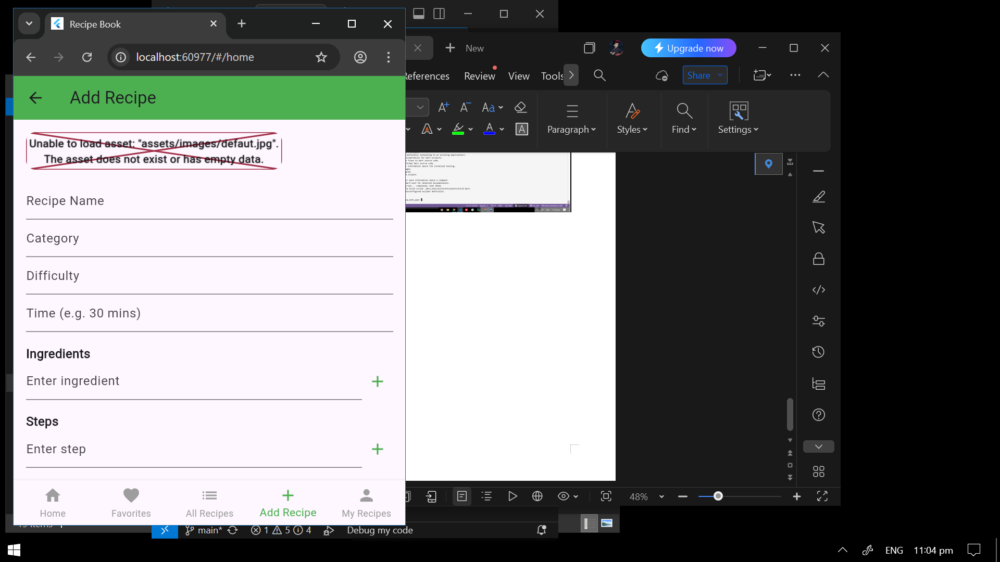 Recipe Book
localhost:60977/#/home
Add Recipe
Unable to load asset: "assets/images/defaut.jpg".
The asset does not exist or has empty data.
Recipe Name
Category
Difficulty
Time (e.g. 30 mins)
Ingredients
Enter ingredient
Steps
Enter step
Home
Favorites
All Recipes
Add Recipe
My Recipes
New
Upgrade now
References
Review
View
Tools
Share
Aa
A
Paragraph
Styles
Find
Settings
48%
main*
1
5
4
Debug my code
ENG
11:04 pm